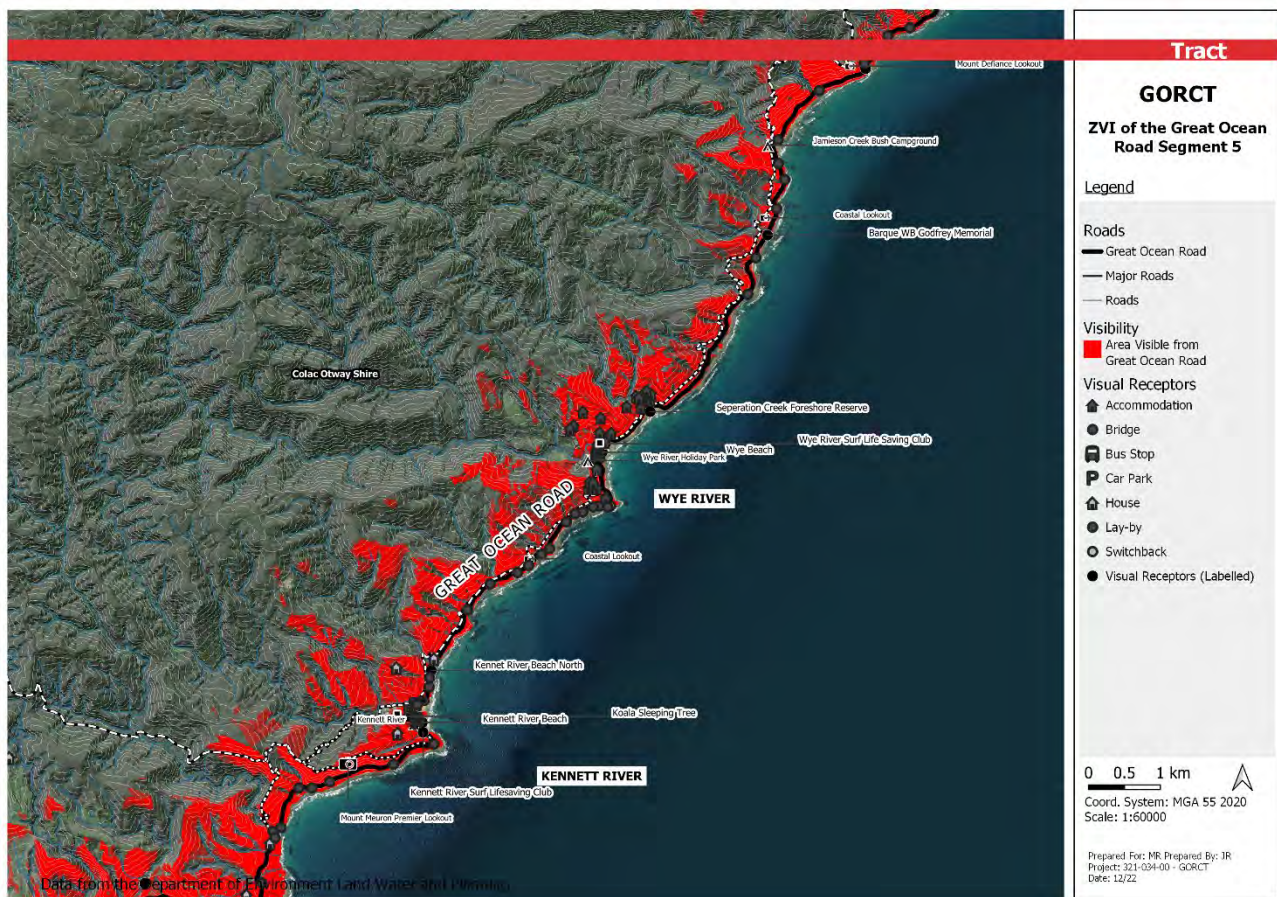 Tract
Mount Defiance Lookout
Jamieson Creek Bush Campground
Coastal Lookout
Barque WB Godfrey Memorial
Colac Otway Shire
Seperation Creek Foreshore Reserve
Wye River Surf Life Saving Club
Wye Beach
Wye River Holiday Park
WYE RIVER
GREAT OCEAN ROAD
Coastal Lookout
Kennet River Beach North
Koala Sleeping Tree
Kennett River
Kennett River Beach
KENNETT RIVER
Kennett River Surf Lifesaving Club
Mount Meuron Premier Lookout
Data from the Department of Environment Land Water and Planning
GORCT
ZVI of the Great Ocean
Road Segment 5
Legend
Roads
Great Ocean Road
Major Roads
Roads
Visibility
Area Visible from
Great Ocean Road
Visual Receptors
Accommodation
Bridge
Bus Stop
P Car Park
House
Lay-by
Switchback
Visual Receptors (Labelled)
0 0.5 1 km
Coord. System: MGA 55 2020
Scale: 1:60000
Prepared For: MR Prepared By: JR
Project: 321-034-00 - GORCT
Date: 12/22